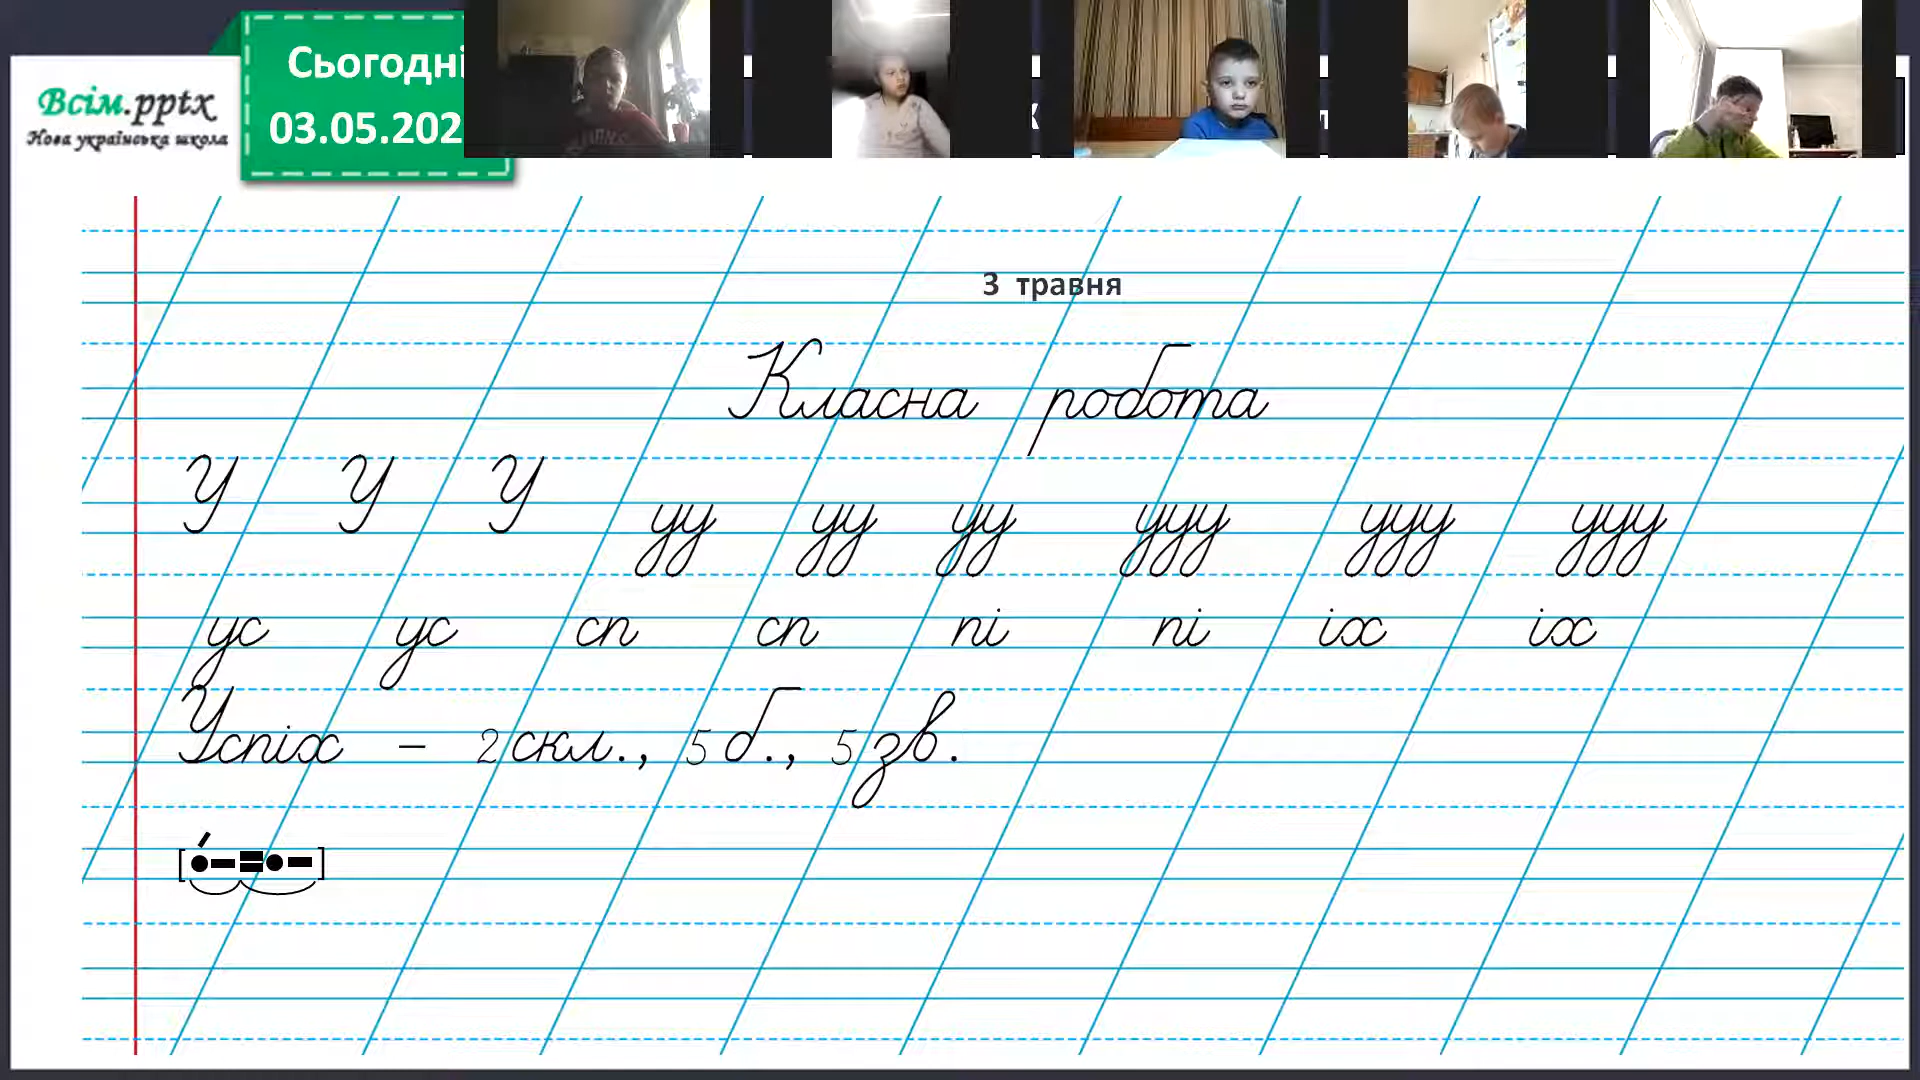 Всім.pptx
Нова українська школа
Сьогодні
03.05.202
3 травня
Класна робота
У У У уу уу уу ууу ууу ууу
ус ус сп сп пі пі іх іх
Успіх – 2 скл., 5 б., 5 зв.